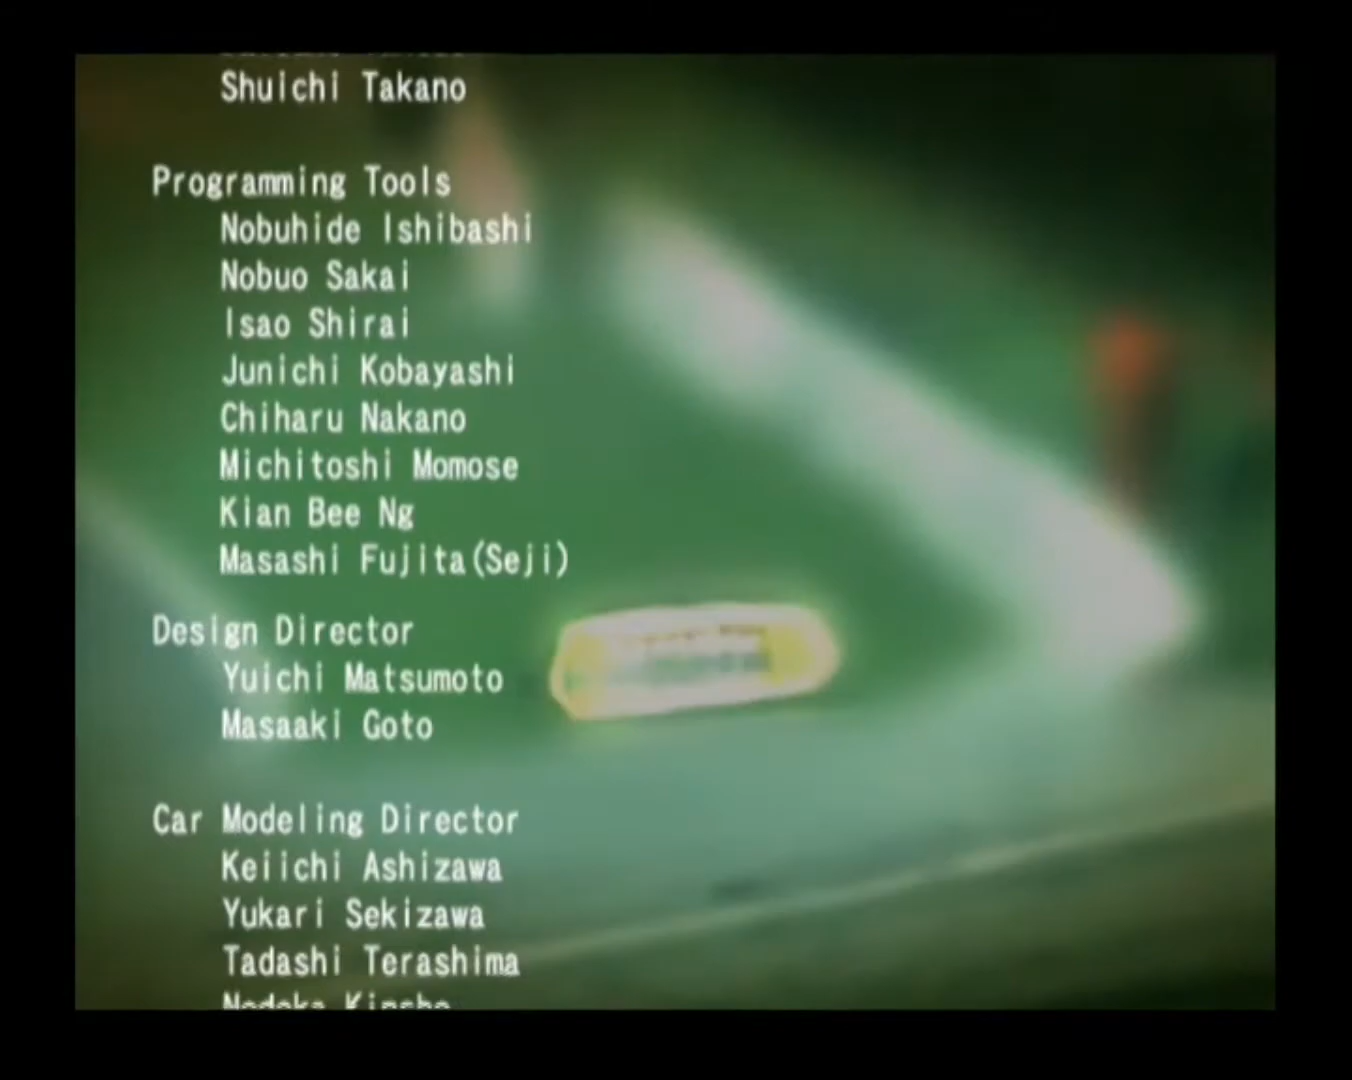 Shuichi Takano
Programming Tools
Nobuhide Ishibashi
Nobuo Sakai
Isao Shirai
Junichi Kobayashi
Chiharu Nakano
Michitoshi Momose
Kian Bee Ng
Masashi Fujita(Seji)
Design Director
Yuichi Matsumoto
Masaaki Goto
Car Modeling Director
Keiichi Ashizawa
Yukari Sekizawa
Tadashi Terashima